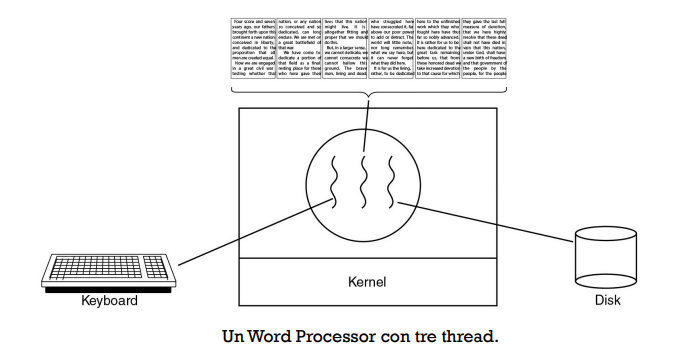 Four score and seven
years ago, our fathers
brought forth upon this
continent a new nation:
conceived in liberty,
and dedicated to the
proposition that all
men are created equal.
Now we are engaged
in a great civil war
testing whether that
nation, or any nation
so conceived and so
dedicated, can long
endure. We are met on
a great battlefield of
that war.
We have come to
dedicate a portion of
that field as a final
resting place for those
who here gave their
lives that this nation
might live. It is
altogether fitting and
proper that we should
do this.
But, in a larger sense,
we cannot dedicate, we
cannot consecrate we
cannot hallow this
ground. The brave
men, living and dead,
who struggled here
have consecrated it, far
above our poor power
to add or detract. The
world will little note,
nor long remember,
what we say here, but
it can never forget
what they did here.
It is for us the living,
rather, to be dedicated
here to the unfinished
work which they who
fought here have thus
far so nobly advanced.
It is rather for us to be
here dedicated to the
great task remaining
before us, that from
these honored dead we
take increased devotion
to that cause for which
they gave the last full
measure of devotion,
that we here highly
resolve that these dead
shall not have died in
vain that this nation,
under God, shall have
a new birth of freedom
and that government of
the people by the
people, for the people
Kernel
Keyboard
Disk
Un Word Processor con tre thread.